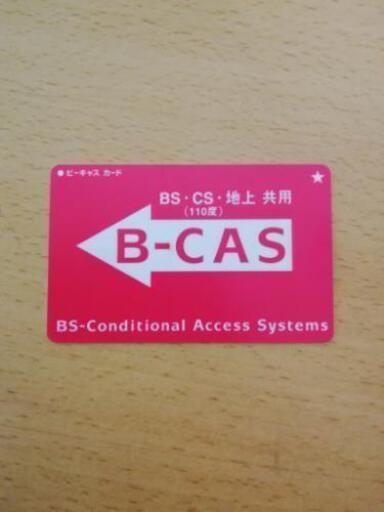 ● ビーキャス カード ★
BS・CS・地上 共用
(110度)
B-CAS
BS-Conditional Access Systems